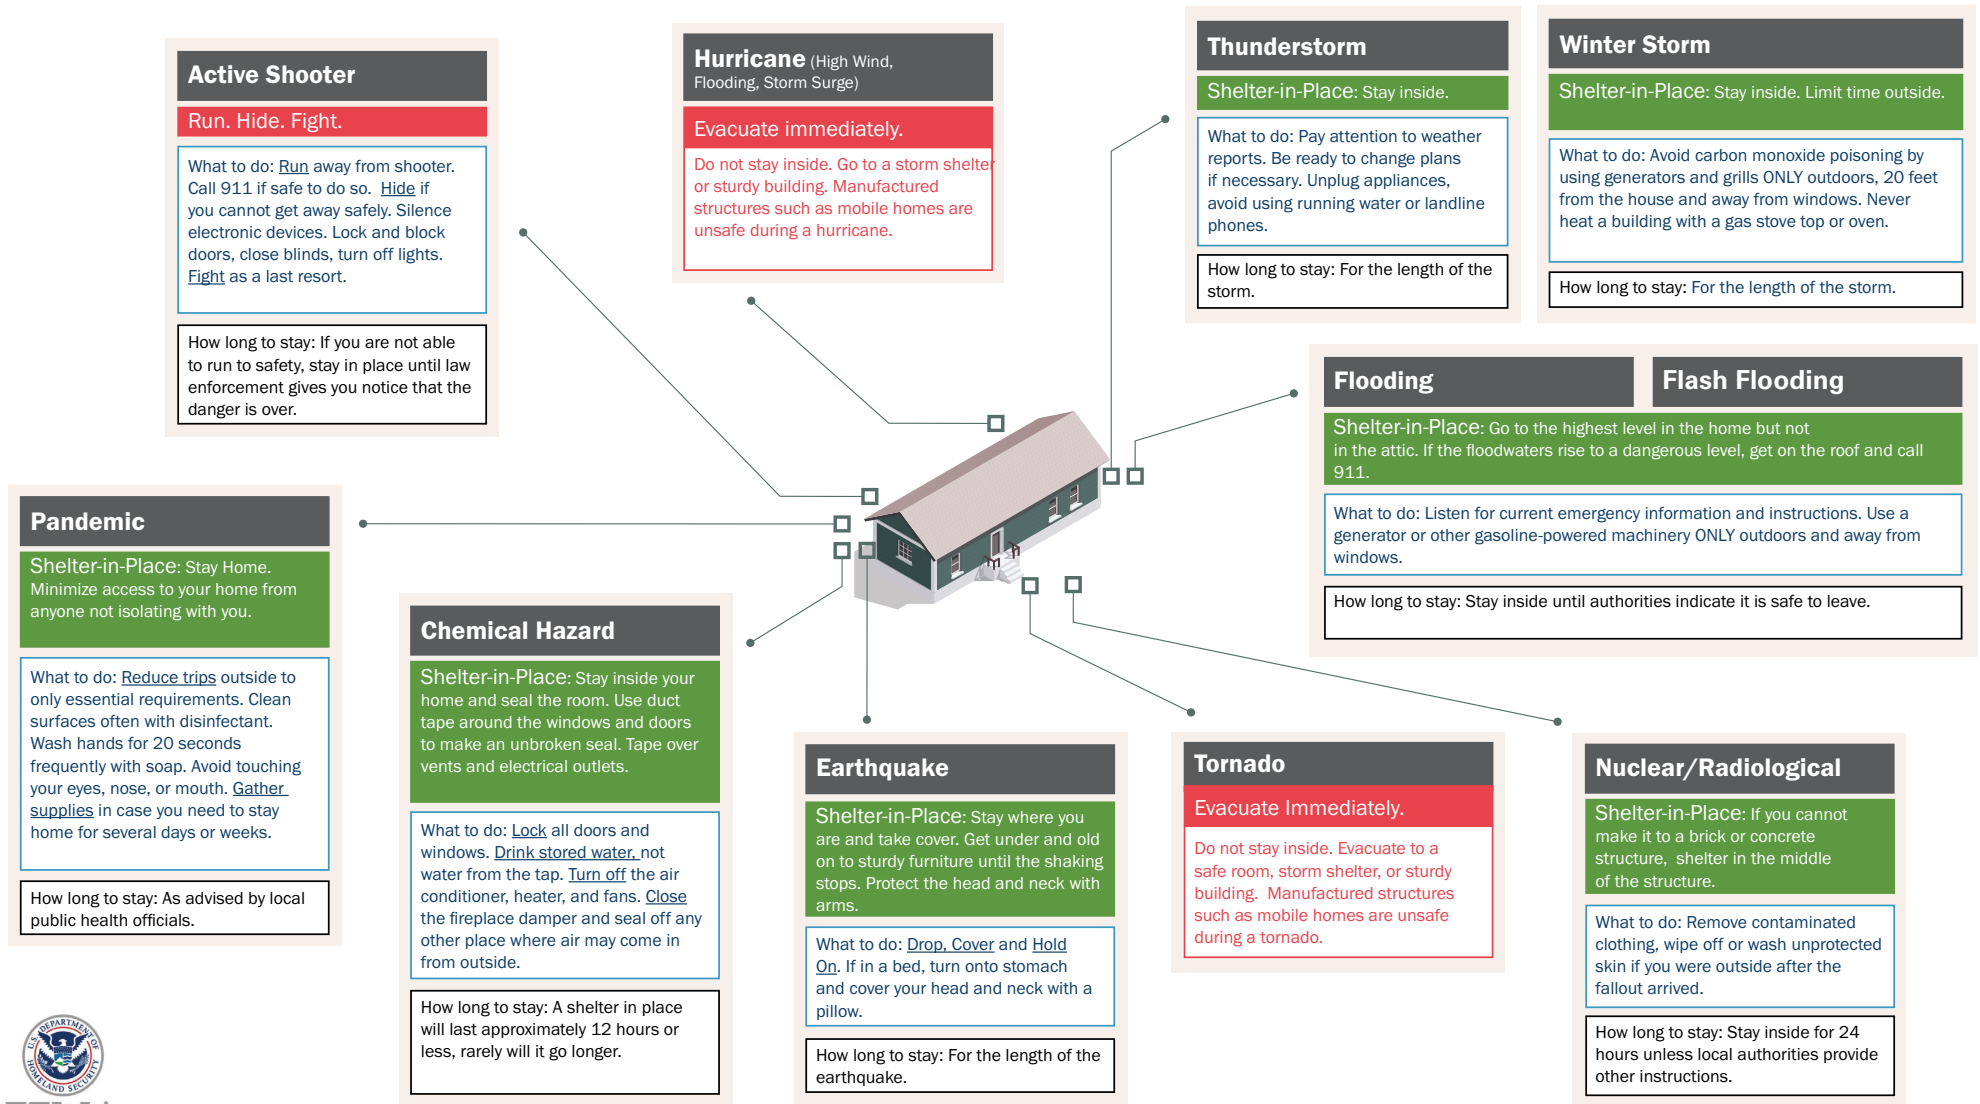 Active Shooter
Run. Hide. Fight.
What to do: Run away from shooter.
Call 911 if safe to do so. Hide if
you cannot get away safely. Silence
electronic devices. Lock and block
doors, close blinds, turn off lights.
Fight as a last resort.
How long to stay: If you are not able
to run to safety, stay in place until law
enforcement gives you notice that the
danger is over.
Hurricane (High Wind,
Flooding, Storm Surge)
Evacuate immediately.
Do not stay inside. Go to a storm shelter
or sturdy building. Manufactured
structures such as mobile homes are
unsafe during a hurricane.
Thunderstorm
Shelter-in-Place: Stay inside.
What to do: Pay attention to weather
reports. Be ready to change plans
if necessary. Unplug appliances,
avoid using running water or landline
phones.
How long to stay: For the length of the
storm.
Winter Storm
Shelter-in-Place: Stay inside. Limit time outside.
What to do: Avoid carbon monoxide poisoning by
using generators and grills ONLY outdoors, 20 feet
from the house and away from windows. Never
heat a building with a gas stove top or oven.
How long to stay: For the length of the storm.
Flooding
Flash Flooding
Shelter-in-Place: Go to the highest level in the home but not
in the attic. If the floodwaters rise to a dangerous level, get on the roof and call
911.
What to do: Listen for current emergency information and instructions. Use a
generator or other gasoline-powered machinery ONLY outdoors and away from
windows.
How long to stay: Stay inside until authorities indicate it is safe to leave.
Pandemic
Shelter-in-Place: Stay Home.
Minimize access to your home from
anyone not isolating with you.
What to do: Reduce trips outside to
only essential requirements. Clean
surfaces often with disinfectant.
Wash hands for 20 seconds
frequently with soap. Avoid touching
your eyes, nose, or mouth. Gather
supplies in case you need to stay
home for several days or weeks.
How long to stay: As advised by local
public health officials.
Chemical Hazard
Shelter-in-Place: Stay inside your
home and seal the room. Use duct
tape around the windows and doors
to make an unbroken seal. Tape over
vents and electrical outlets.
What to do: Lock all doors and
windows. Drink stored water, not
water from the tap. Turn off the air
conditioner, heater, and fans. Close
the fireplace damper and seal off any
other place where air may come in
from outside.
How long to stay: A shelter in place
will last approximately 12 hours or
less, rarely will it go longer.
Earthquake
Shelter-in-Place: Stay where you
are and take cover. Get under and old
on to sturdy furniture until the shaking
stops. Protect the head and neck with
arms.
What to do: Drop, Cover and Hold
On. If in a bed, turn onto stomach
and cover your head and neck with a
pillow.
How long to stay: For the length of the
earthquake.
Tornado
Evacuate Immediately.
Do not stay inside. Evacuate to a
safe room, storm shelter, or sturdy
building. Manufactured structures
such as mobile homes are unsafe
during a tornado.
Nuclear/Radiological
Shelter-in-Place: If you cannot
make it to a brick or concrete
structure, shelter in the middle
of the structure.
What to do: Remove contaminated
clothing, wipe off or wash unprotected
skin if you were outside after the
fallout arrived.
How long to stay: Stay inside for 24
hours unless local authorities provide
other instructions.
U.S. DEPARTMENT OF
HOMELAND SECURITY